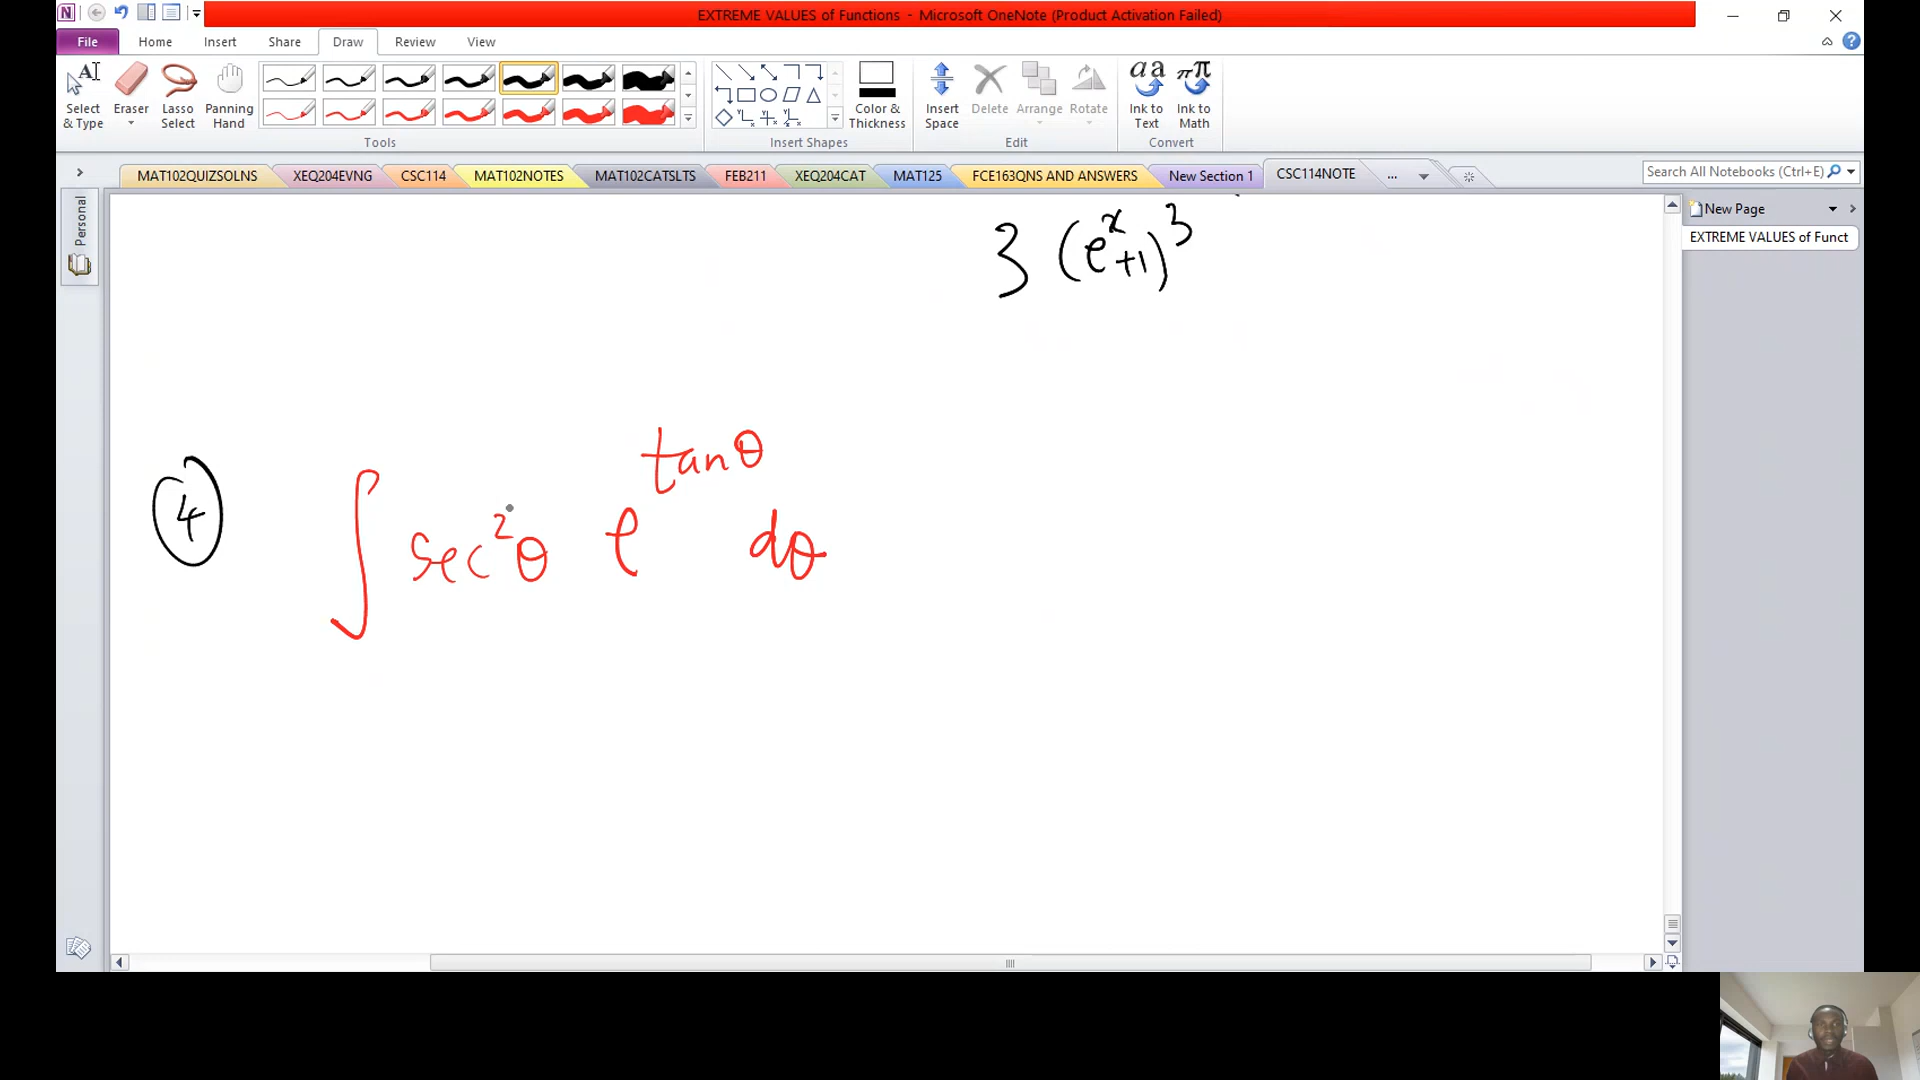 EXTREME VALUES of Functions - Microsoft OneNote (Product Activation Failed)
File Home Insert Share Draw Review View
Select & Type
Eraser
Lasso Select
Panning Hand
Color & Thickness
Insert Space
Delete
Arrange
Rotate
Ink to Text
Ink to Math
Tools
Insert Shapes
Edit
Convert
MAT102QUIZSOLNS XEQ204EVNG CSC114 MAT102NOTES MAT102CATSLTS FEB211 XEQ204CAT MAT125 FCE163QNS AND ANSWERS New Section 1 CSC114NOTE ...
Search All Notebooks (Ctrl+E)
Personal
New Page
EXTREME VALUES of Funct
3 (e^x+1)^3
④ ∫ sec²θ e^tanθ dθ